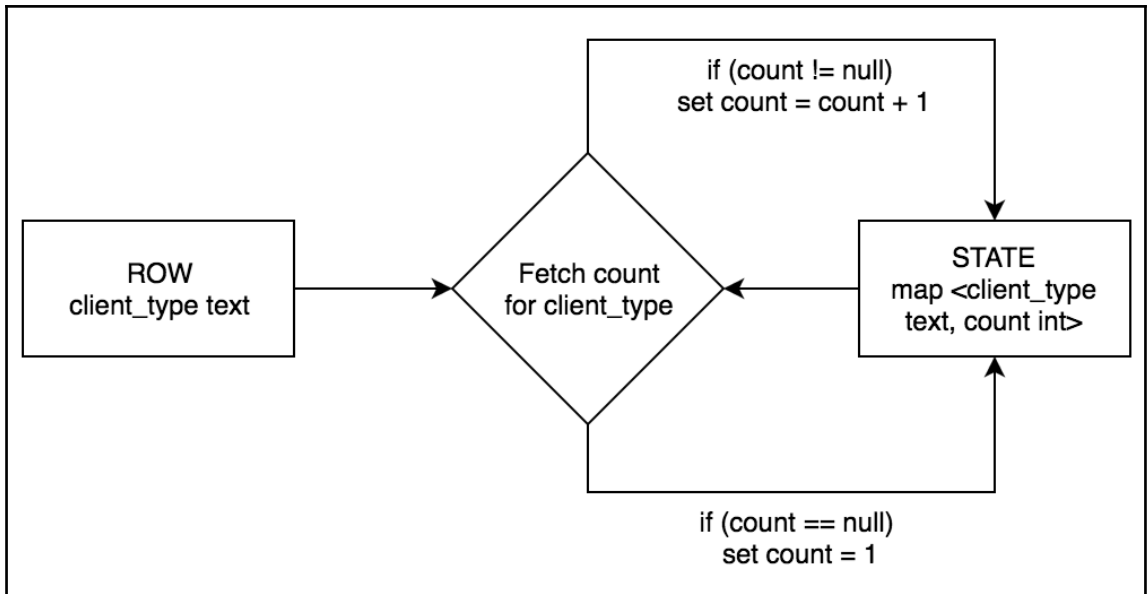 if (count != null)
set count = count + 1
ROW
client_type text
Fetch count
for client_type
STATE
map <client_type
text, count int>
if (count == null)
set count = 1